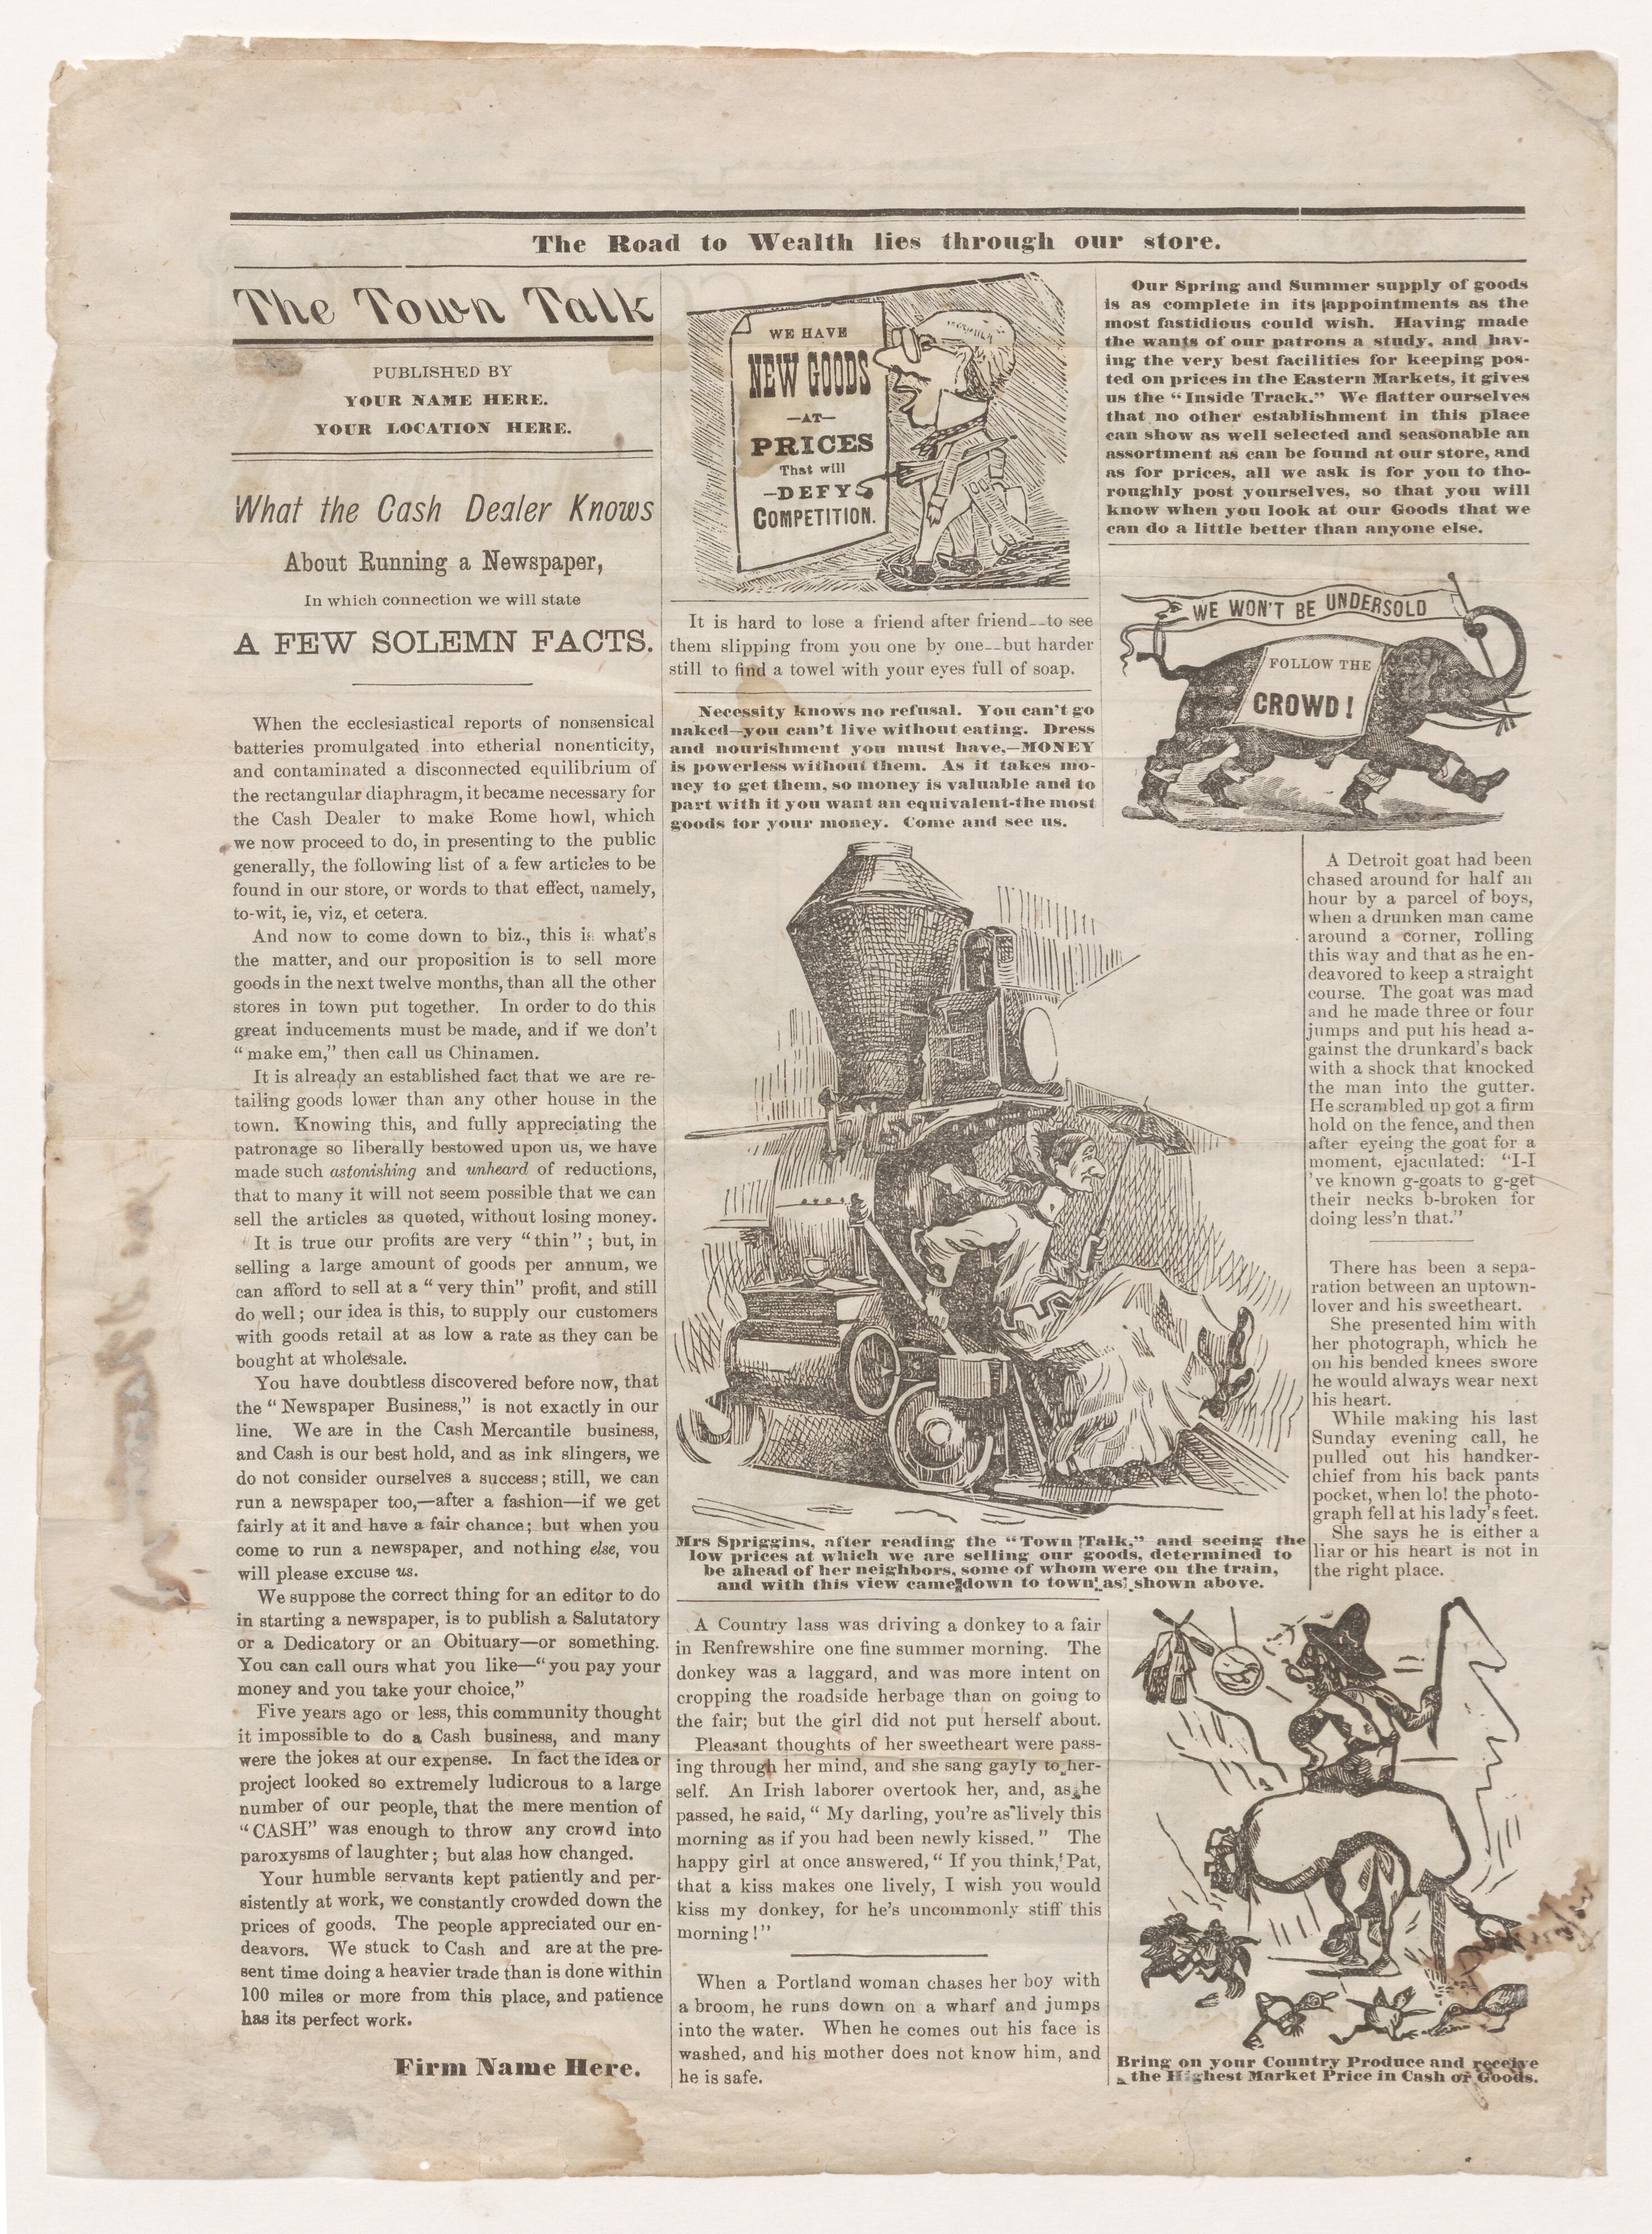 The Road to Wealth lies through our store.
The Town Talk
PUBLISHED BY
YOUR NAME HERE.
YOUR LOCATION HERE.
What the Cash Dealer Knows
About Running a Newspaper,
In which connection we will state
A FEW SOLEMN FACTS.
When the ecclesiastical reports of nonsensical
batteries promulgated into etherial nonenticity,
and contaminated a disconnected equilibrium of
the rectangular diaphragm, it became necessary for
the Cash Dealer to make Rome howl, which
we now proceed to do, in presenting to the public
generally, the following list of a few articles to be
found in our store, or words to that effect, namely,
to-wit, ie, viz, et cetera.
And now to come down to biz., this is what's
the matter, and our proposition is to sell more
goods in the next twelve months, than all the other
stores in town put together. In order to do this
great inducements must be made, and if we don't
"make em," then call us Chinamen.
It is already an established fact that we are re-
tailing goods lower than any other house in the
town. Knowing this, and fully appreciating the
patronage so liberally bestowed upon us, we have
made such astonishing and unheard of reductions,
that to many it will not seem possible that we can
sell the articles as quoted, without losing money.
It is true our profits are very "thin"; but, in
selling a large amount of goods per annum, we
can afford to sell at a "very thin" profit, and still
do well; our idea is this, to supply our customers
with goods retail at as low a rate as they can be
bought at wholesale.
You have doubtless discovered before now, that
the "Newspaper Business," is not exactly in our
line. We are in the Cash Mercantile business,
and Cash is our best hold, and as ink slingers, we
do not consider ourselves a success; still, we can
run a newspaper too,—after a fashion—if we get
fairly at it and have a fair chance; but when you
come to run a newspaper, and nothing else, you
will please excuse us.
We suppose the correct thing for an editor to do
in starting a newspaper, is to publish a Salutatory
or a Dedicatory or an Obituary—or something.
You can call ours what you like—"you pay your
money and you take your choice,"
Five years ago or less, this community thought
it impossible to do a Cash business, and many
were the jokes at our expense. In fact the idea or
project looked so extremely ludicrous to a large
number of our people, that the mere mention of
"CASH" was enough to throw any crowd into
paroxysms of laughter; but alas how changed.
Your humble servants kept patiently and per-
sistently at work, we constantly crowded down the
prices of goods. The people appreciated our en-
deavors. We stuck to Cash and are at the pre-
sent time doing a heavier trade than is done within
100 miles or more from this place, and patience
has its perfect work.
Firm Name Here.
WE HAVE
NEW GOODS
—AT—
PRICES
That will
—DEFY
COMPETITION.
It is hard to lose a friend after friend--to see
them slipping from you one by one--but harder
still to find a towel with your eyes full of soap.
Necessity knows no refusal. You can't go
naked—you can't live without eating. Dress
and nourishment you must have,—MONEY
is powerless without them. As it takes mo-
ney to get them, so money is valuable and to
part with it you want an equivalent-the most
goods for your money. Come and see us.
Mrs Spriggins, after reading the "Town Talk," and seeing the
low prices at which we are selling our goods, determined to
be ahead of her neighbors, some of whom were on the train,
and with this view came down to town as shown above.
A Country lass was driving a donkey to a fair
in Renfrewshire one fine summer morning. The
donkey was a laggard, and was more intent on
cropping the roadside herbage than on going to
the fair; but the girl did not put herself about.
Pleasant thoughts of her sweetheart were pass-
ing through her mind, and she sang gayly to her-
self. An Irish laborer overtook her, and, as he
passed, he said, "My darling, you're as lively this
morning as if you had been newly kissed." The
happy girl at once answered, "If you think, Pat,
that a kiss makes one lively, I wish you would
kiss my donkey, for he's uncommonly stiff this
morning!"
When a Portland woman chases her boy with
a broom, he runs down on a wharf and jumps
into the water. When he comes out his face is
washed, and his mother does not know him, and
he is safe.
Our Spring and Summer supply of goods
is as complete in its appointments as the
most fastidious could wish. Having made
the wants of our patrons a study, and hav-
ing the very best facilities for keeping pos-
ted on prices in the Eastern Markets, it gives
us the "Inside Track." We flatter ourselves
that no other establishment in this place
can show as well selected and seasonable an
assortment as can be found at our store, and
as for prices, all we ask is for you to tho-
roughly post yourselves, so that you will
know when you look at our Goods that we
can do a little better than anyone else.
WE WON'T BE UNDERSOLD
FOLLOW THE
CROWD!
A Detroit goat had been
chased around for half an
hour by a parcel of boys,
when a drunken man came
around a corner, rolling
this way and that as he en-
deavored to keep a straight
course. The goat was mad
and he made three or four
jumps and put his head a-
gainst the drunkard's back
with a shock that knocked
the man into the gutter.
He scrambled up got a firm
hold on the fence, and then
after eyeing the goat for a
moment, ejaculated: "I-I
've known g-goats to g-get
their necks b-broken for
doing less'n that."
There has been a sepa-
ration between an uptown-
lover and his sweetheart.
She presented him with
her photograph, which he
on his bended knees swore
he would always wear next
his heart.
While making his last
Sunday evening call, he
pulled out his handker-
chief from his back pants
pocket, when lo! the photo-
graph fell at his lady's feet.
She says he is either a
liar or his heart is not in
the right place.
Bring on your Country Produce and receive
the Highest Market Price in Cash or Goods.